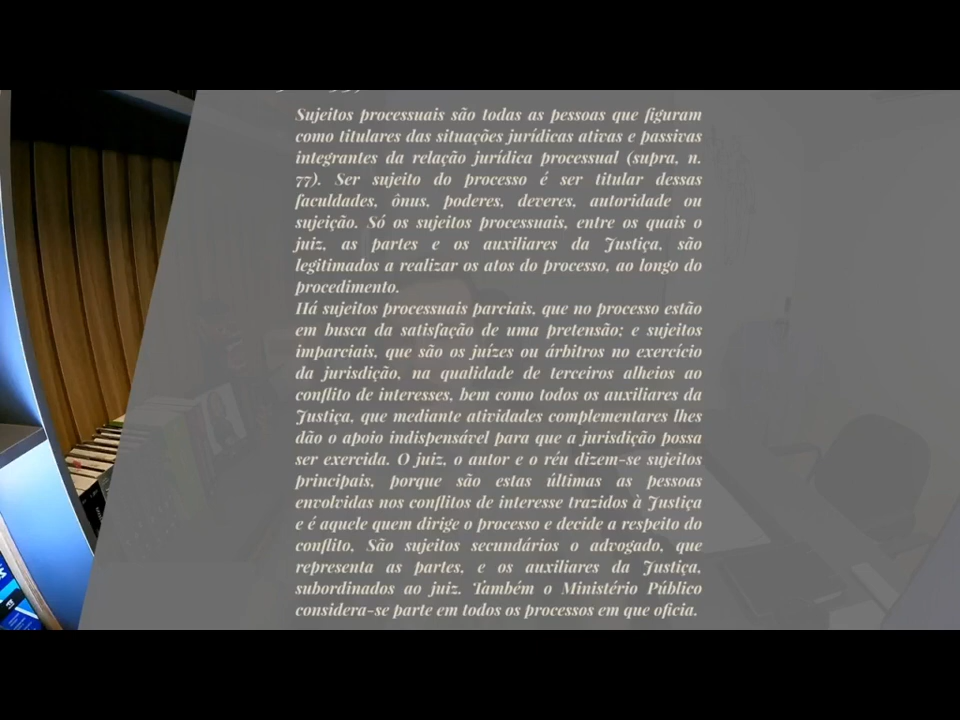 Sujeitos processuais são todas as pessoas que figuram
como titulares das situações jurídicas ativas e passivas
integrantes da relação jurídica processual (supra, n.
77). Ser sujeito do processo é ser titular dessas
faculdades, ônus, poderes, deveres, autoridade ou
sujeição. Só os sujeitos processuais, entre os quais o
juiz, as partes e os auxiliares da Justiça, são
legitimados a realizar os atos do processo, ao longo do
procedimento.
Há sujeitos processuais parciais, que no processo estão
em busca da satisfação de uma pretensão; e sujeitos
imparciais, que são os juízes ou árbitros no exercício
da jurisdição, na qualidade de terceiros alheios ao
conflito de interesses, bem como todos os auxiliares da
Justiça, que mediante atividades complementares lhes
dão o apoio indispensável para que a jurisdição possa
ser exercida. O juiz, o autor e o réu dizem-se sujeitos
principais, porque são estas últimas as pessoas
envolvidas nos conflitos de interesse trazidos à Justiça
e é aquele quem dirige o processo e decide a respeito do
conflito, São sujeitos secundários o advogado, que
representa as partes, e os auxiliares da Justiça,
subordinados ao juiz. Também o Ministério Público
considera-se parte em todos os processos em que oficia.